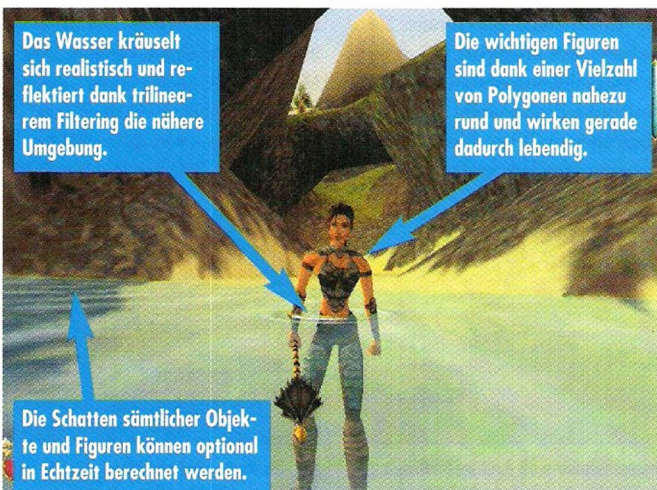 Das Wasser kräuselt
sich realistisch und re-
flektiert dank trilinea-
rem Filtering die nähere
Umgebung.
Die wichtigen Figuren
sind dank einer Vielzahl
von Polygonen nahezu
rund und wirken gerade
dadurch lebendig.
Die Schatten sämtlicher Objek-
te und Figuren können optional
in Echtzeit berechnet werden.